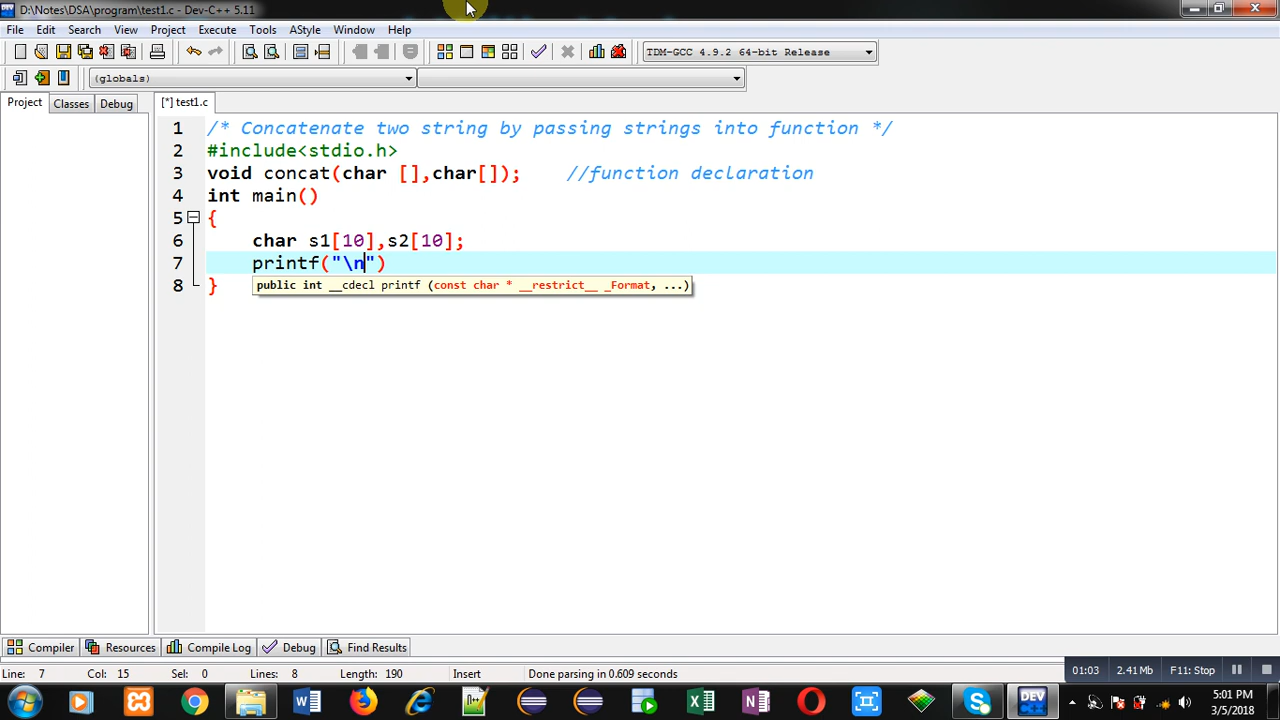 D:\Notes\DSA\program\test1.c - Dev-C++ 5.11
File Edit Search View Project Execute Tools AStyle Window Help
TDM-GCC 4.9.2 64-bit Release
(globals)
Project Classes Debug [*] test1.c
1 /* Concatenate two string by passing strings into function */
2 #include<stdio.h>
3 void concat(char [],char[]); //function declaration
4 int main()
5 {
6 char s1[10],s2[10];
7 printf("\n")
8 }
public int __cdecl printf (const char * __restrict__ _Format, ...)
Compiler Resources Compile Log Debug Find Results
Line: 7 Col: 15 Sel: 0 Lines: 8 Length: 190 Insert Done parsing in 0.609 seconds
01:03 2.41 Mb F11: Stop
DEV
5:01 PM
3/5/2018